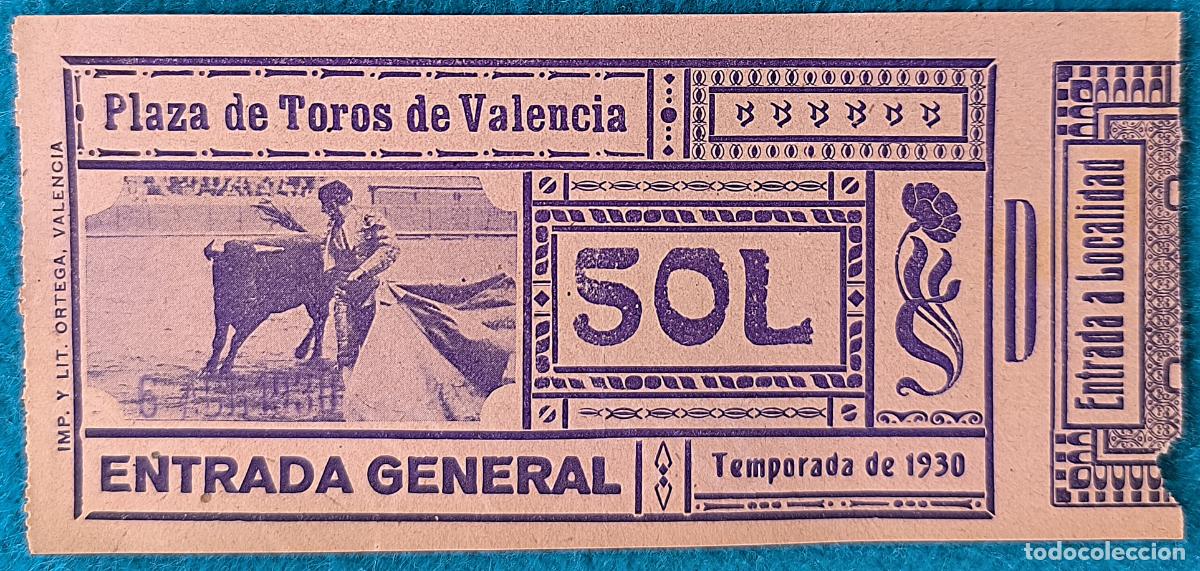 Plaza de Toros de Valencia
SOL
ENTRADA GENERAL
Temporada de 1930
IMP. Y LIT. ORTEGA, VALENCIA
D
Entrada a Localidad
todocoleccion